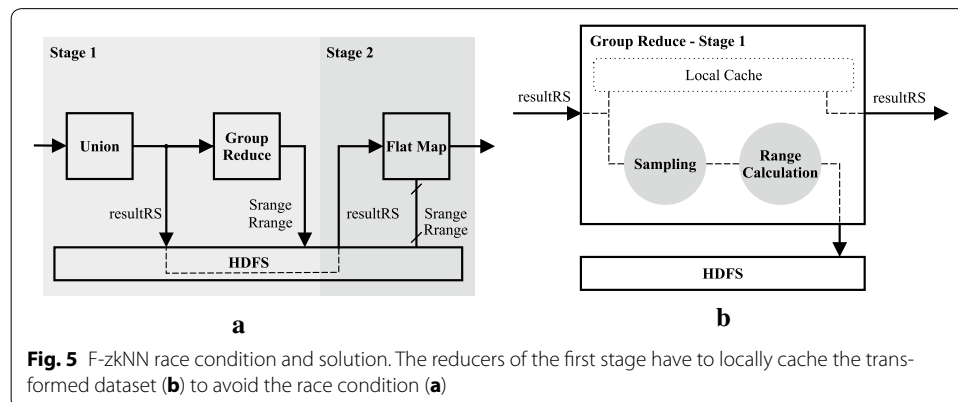 Stage 1
Stage 2
Union
Group
Reduce
Flat Map
resultRS
Srange
Rrange
resultRS
Srange
Rrange
HDFS
a
Group Reduce - Stage 1
Local Cache
resultRS
resultRS
Sampling
Range
Calculation
HDFS
b
Fig. 5 F-zkNN race condition and solution. The reducers of the first stage have to locally cache the trans-
formed dataset (b) to avoid the race condition (a)